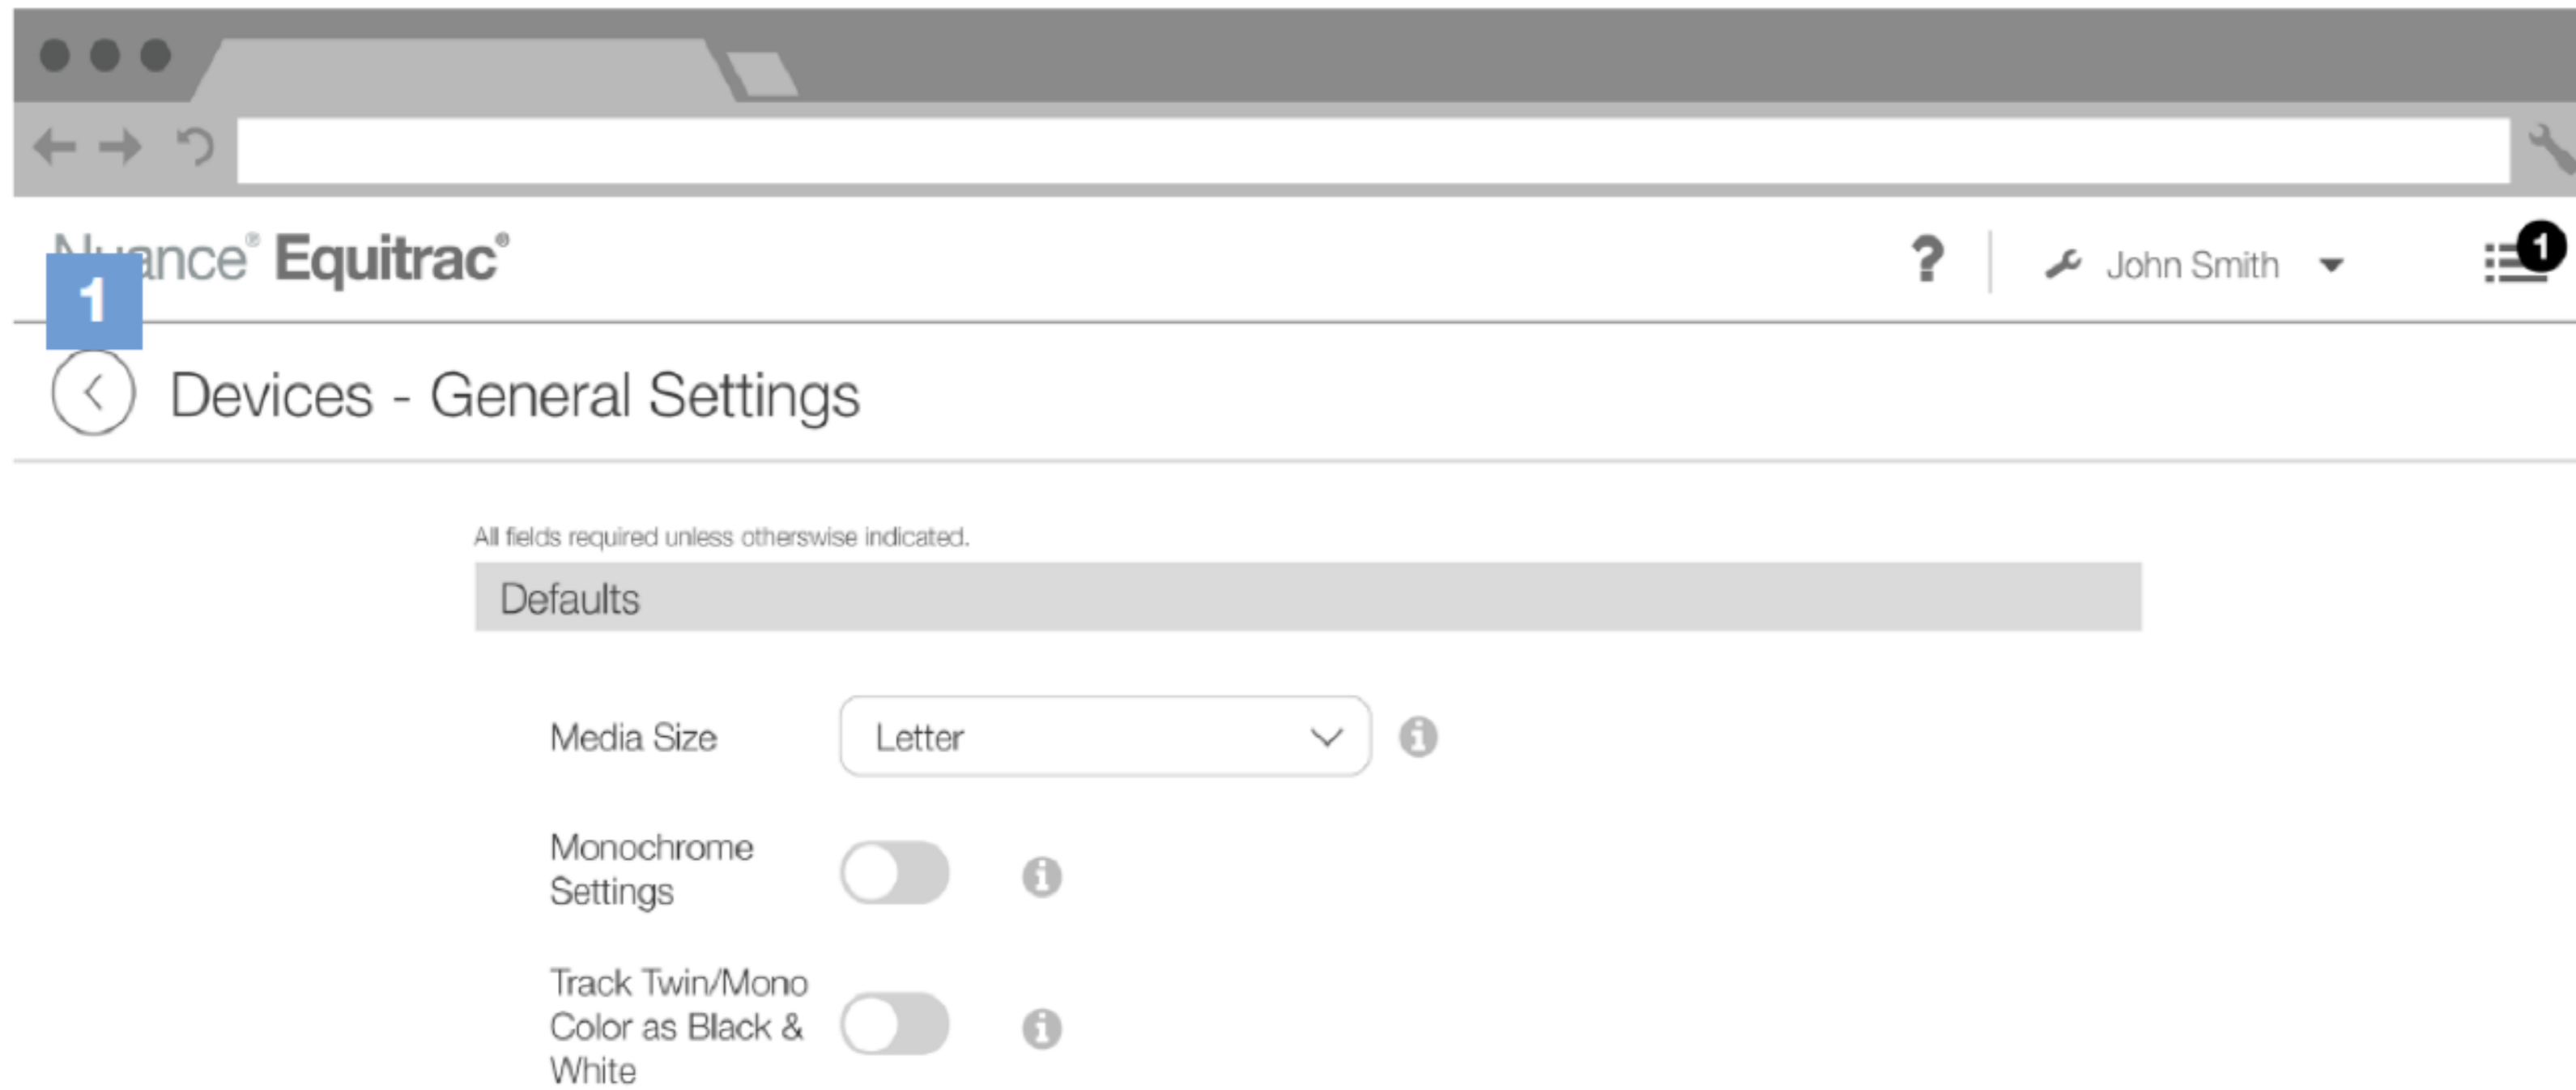 Nuance® Equitrac®
? John Smith 1
1
Devices - General Settings
All fields required unless otherswise indicated.
Defaults
Media Size Letter
Monochrome
Settings
Track Twin/Mono
Color as Black &
White